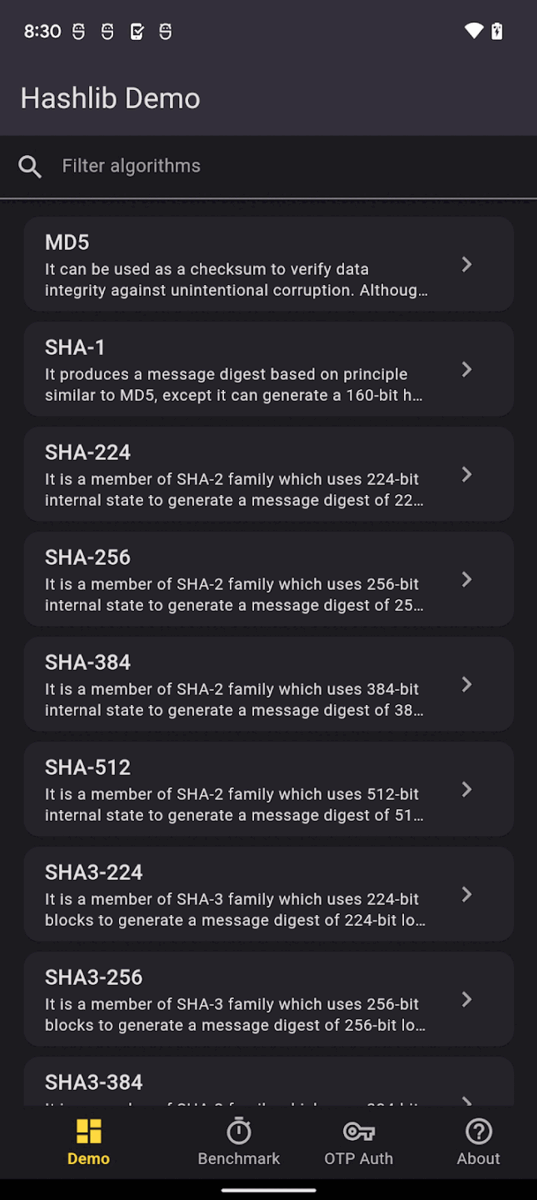 8:30
Hashlib Demo
Filter algorithms
MD5
It can be used as a checksum to verify data
integrity against unintentional corruption. Althoug…
SHA-1
It produces a message digest based on principle
similar to MD5, except it can generate a 160-bit h…
SHA-224
It is a member of SHA-2 family which uses 224-bit
internal state to generate a message digest of 22…
SHA-256
It is a member of SHA-2 family which uses 256-bit
internal state to generate a message digest of 25…
SHA-384
It is a member of SHA-2 family which uses 384-bit
internal state to generate a message digest of 38…
SHA-512
It is a member of SHA-2 family which uses 512-bit
internal state to generate a message digest of 51…
SHA3-224
It is a member of SHA-3 family which uses 224-bit
blocks to generate a message digest of 224-bit lo…
SHA3-256
It is a member of SHA-3 family which uses 256-bit
blocks to generate a message digest of 256-bit lo…
SHA3-384
Demo
Benchmark
OTP Auth
About